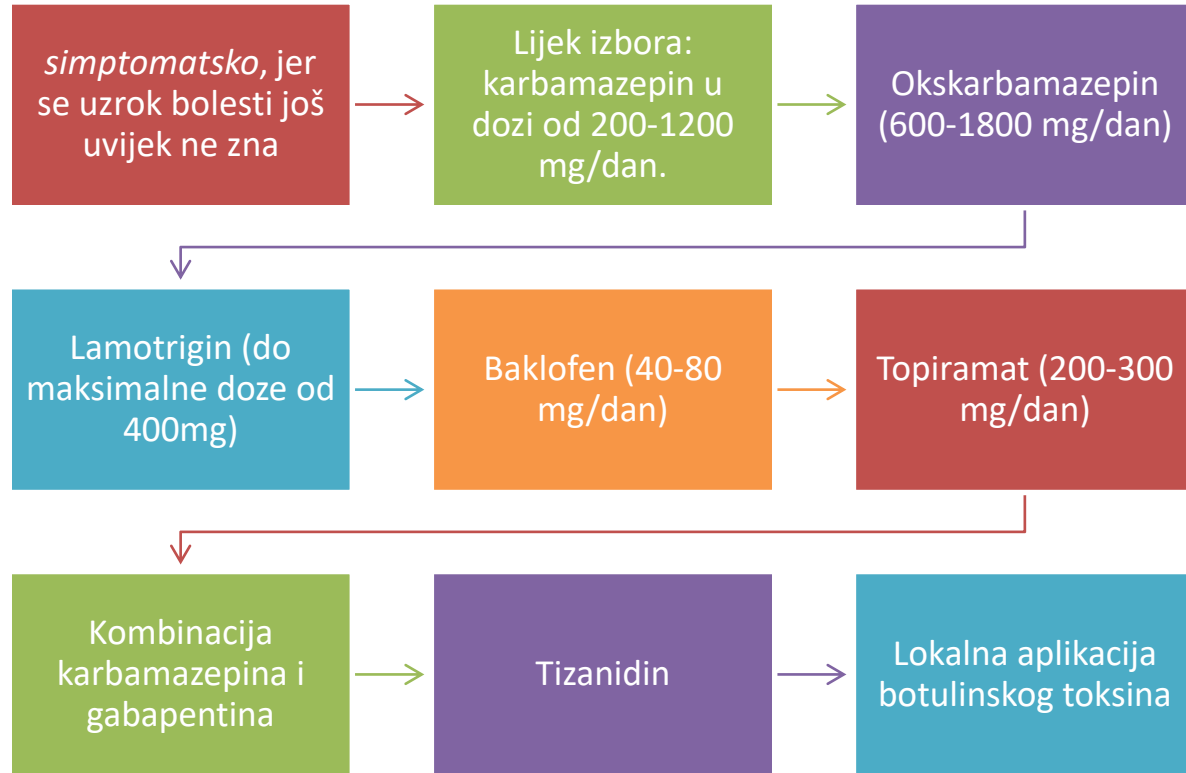 simptomatsko, jer
se uzrok bolesti još
uvijek ne zna
Lijek izbora:
karbamazepin u
dozi od 200-1200
mg/dan.
Okskarbamazepin
(600-1800 mg/dan)
Lamotrigin (do
maksimalne doze od
400mg)
Baklofen (40-80
mg/dan)
Topiramat (200-300
mg/dan)
Kombinacija
karbamazepina i
gabapentina
Tizanidin
Lokalna aplikacija
botulinskog toksina